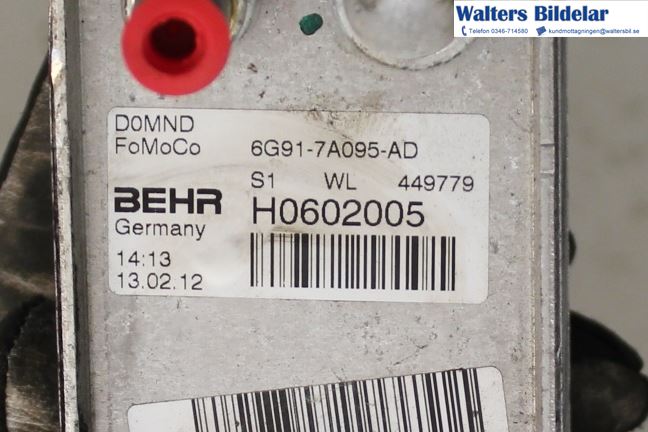 Walters Bildelar
Telefon 0346-714580 kundmottagningen@waltersbil.se
D0MND
FoMoCo 6G91-7A095-AD
S1 WL 449779
BEHR H0602005
Germany
14:13
13.02.12